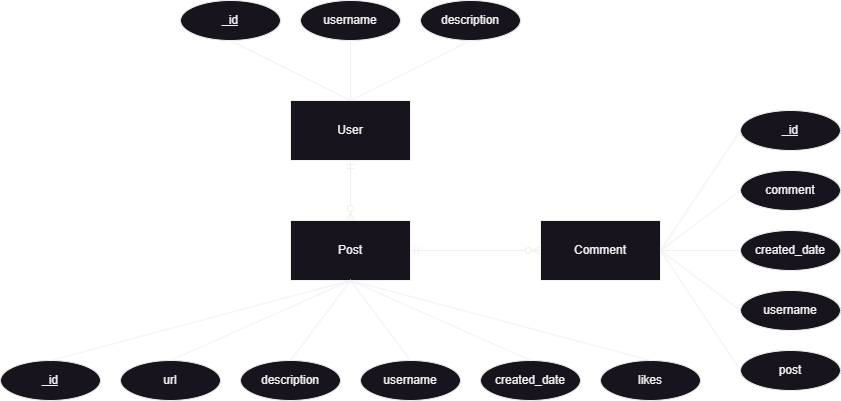 _id
username
description
User
_id
comment
Post
Comment
created_date
username
post
_id
url
description
username
created_date
likes